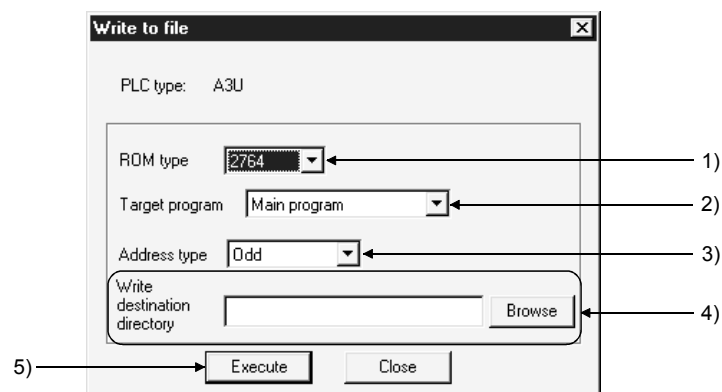 Write to file
PLC type: A3U
ROM type 2764 1)
Target program Main program 2)
Address type Odd 3)
Write
destination
directory
Browse 4)
5) Execute Close